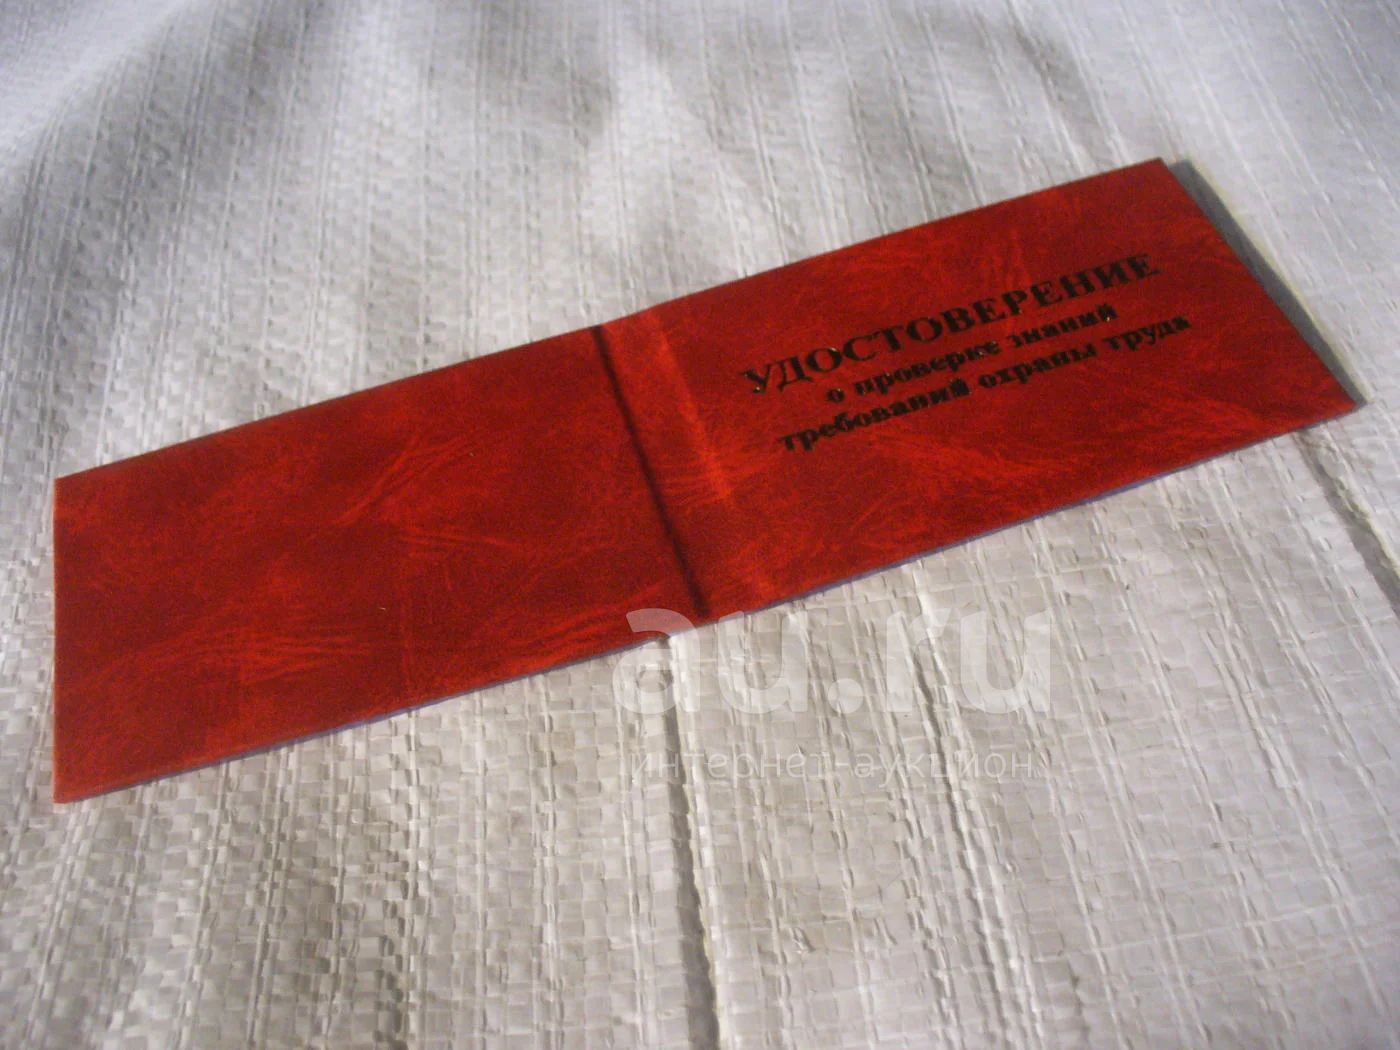 УДОСТОВЕРЕНИЕ
о проверке знаний
требований охраны труда
au.ru
интернет-аукцион